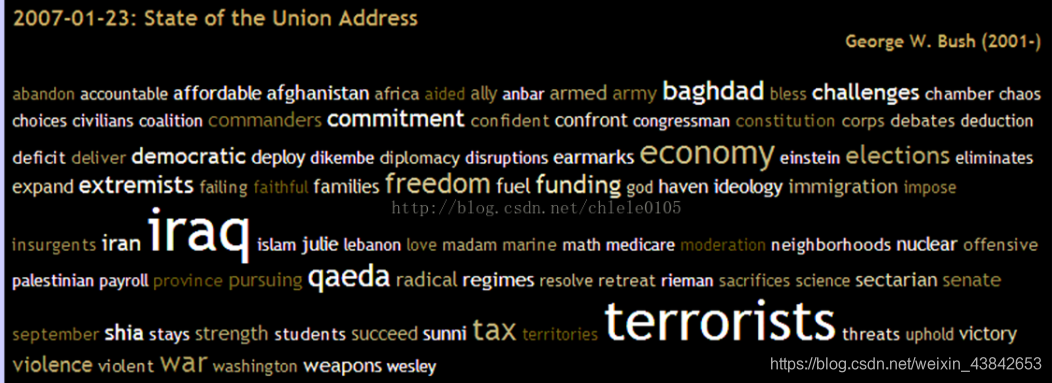 2007-01-23: State of the Union Address
George W. Bush (2001-)
abandon accountable affordable afghanistan africa aided ally anbar armed army baghdad bless challenges chamber chaos
choices civilians coalition commanders commitment confident confront congressman constitution corps debates deduction
deficit deliver democratic deploy dikembe diplomacy disruptions earmarks economy einstein elections eliminates
expand extremists failing faithful families freedom fuel funding god haven ideology immigration impose
http://blog.csdn.net/chlele0105
insurgents iran iraq islam julie lebanon love madam marine math medicare moderation neighborhoods nuclear offensive
palestinian payroll province pursuing qaeda radical regimes resolve retreat rieman sacrifices science sectarian senate
september shia stays strength students succeed sunni tax territories terrorists threats uphold victory
violence violent war washington weapons wesley
https://blog.csdn.net/weixin_43842653